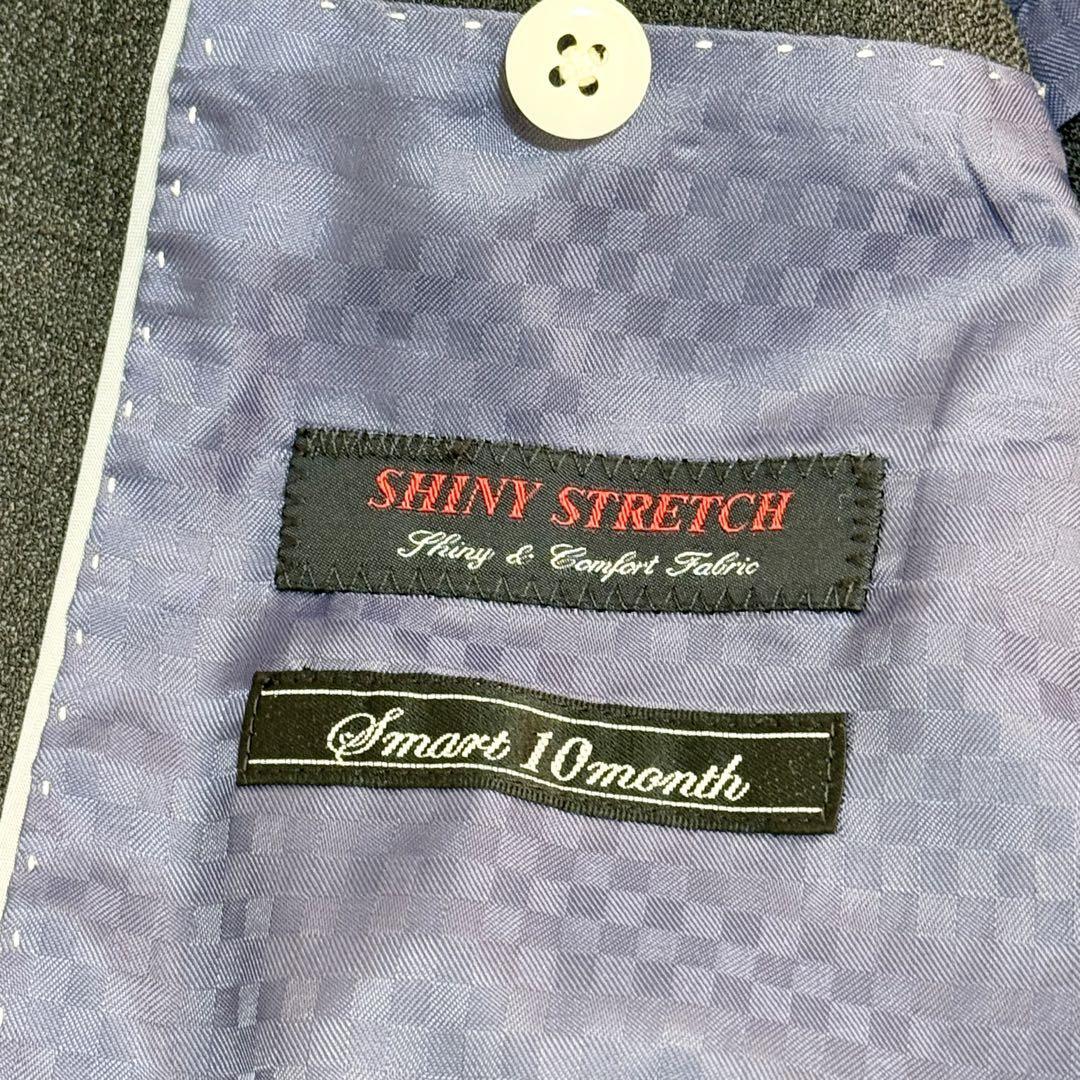 SHINY STRETCH
Shiny & Comfort Fabric
Smart 10month